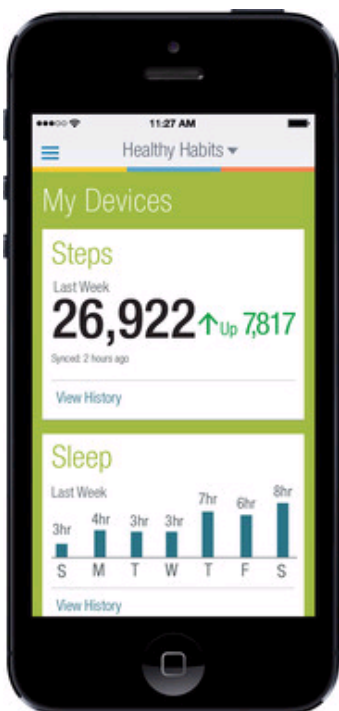 11:27 AM
Healthy Habits
My Devices
Steps
Last Week
26,922 Up 7,817
Synced: 2 hours ago
View History
Sleep
Last Week
3hr 4hr 3hr 3hr 7hr 6hr 8hr
S M T W T F S
View History